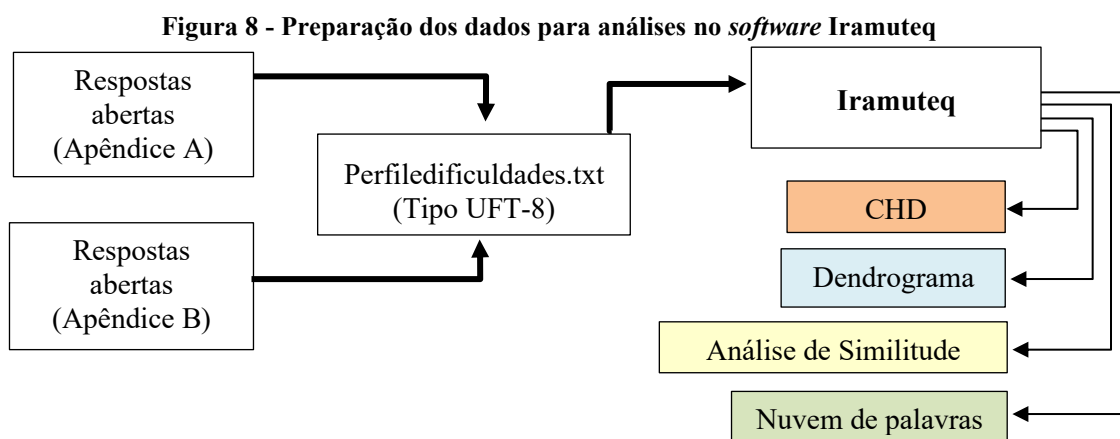 Figura 8 - Preparação dos dados para análises no software Iramuteq
Respostas
abertas
(Apêndice A)
Respostas
abertas
(Apêndice B)
Perfiledificuldades.txt
(Tipo UFT-8)
Iramuteq
CHD
Dendrograma
Análise de Similitude
Nuvem de palavras